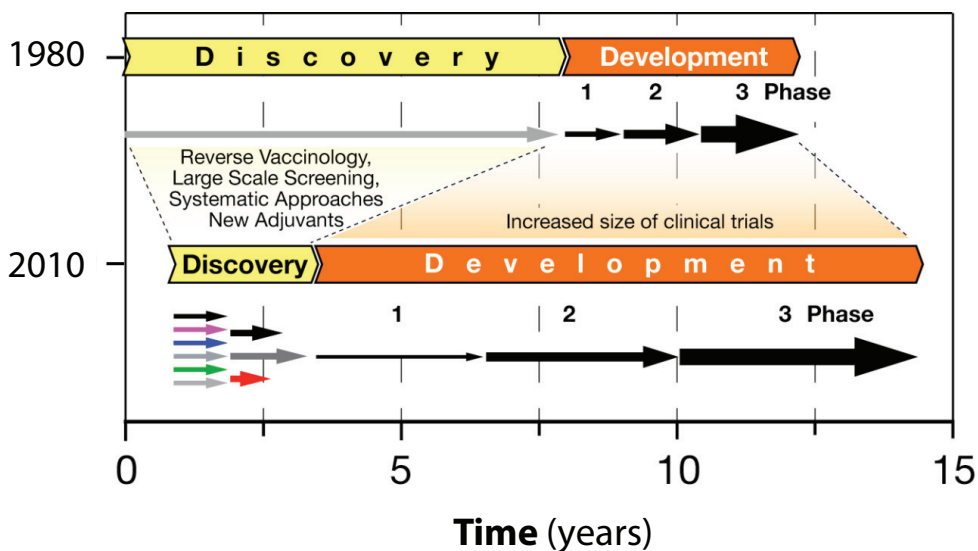 1980
Discovery
Development
1 2 3 Phase
Reverse Vaccinology,
Large Scale Screening,
Systematic Approaches
New Adjuvants
Increased size of clinical trials
2010
Discovery
Development
1 2 3 Phase
0 5 10 15
Time (years)